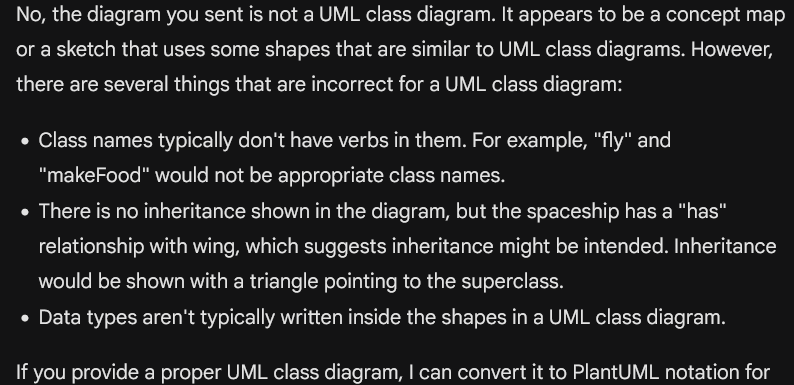 No, the diagram you sent is not a UML class diagram. It appears to be a concept map
or a sketch that uses some shapes that are similar to UML class diagrams. However,
there are several things that are incorrect for a UML class diagram:
• Class names typically don't have verbs in them. For example, "fly" and
"makeFood" would not be appropriate class names.
• There is no inheritance shown in the diagram, but the spaceship has a "has"
relationship with wing, which suggests inheritance might be intended. Inheritance
would be shown with a triangle pointing to the superclass.
• Data types aren't typically written inside the shapes in a UML class diagram.
If you provide a proper UML class diagram, I can convert it to PlantUML notation for